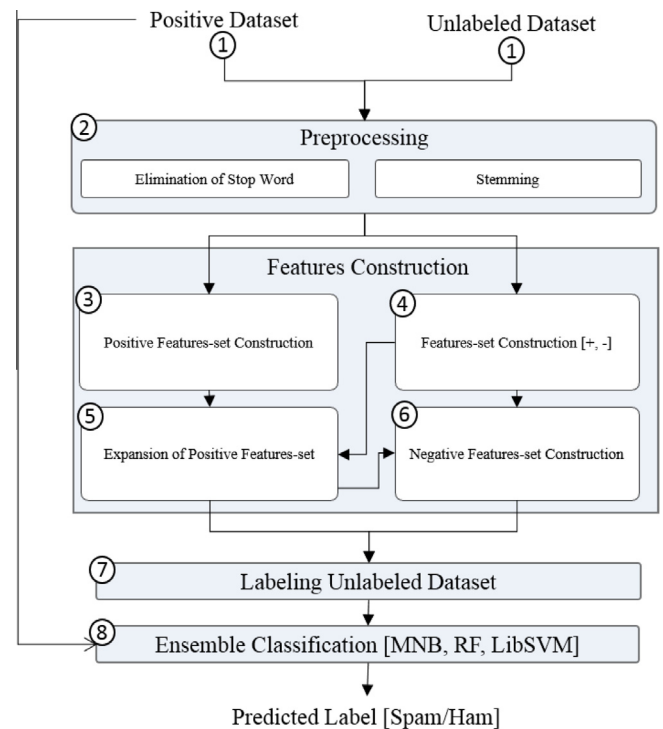 Positive Dataset
Unlabeled Dataset
1
1
2
Preprocessing
Elimination of Stop Word
Stemming
Features Construction
3
Positive Features-set Construction
4
Features-set Construction [+, -]
5
Expansion of Positive Features-set
6
Negative Features-set Construction
7
Labeling Unlabeled Dataset
8
Ensemble Classification [MNB, RF, LibSVM]
Predicted Label [Spam/Ham]